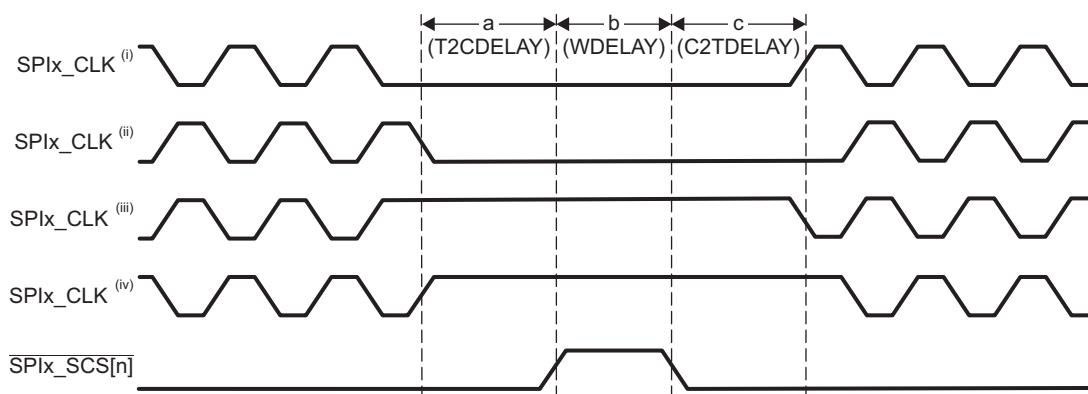 a
(T2CDELAY)
b
(WDELAY)
c
(C2TDELAY)
SPIx_CLK (i)
SPIx_CLK (ii)
SPIx_CLK (iii)
SPIx_CLK (iv)
SPIx_SCS[n]